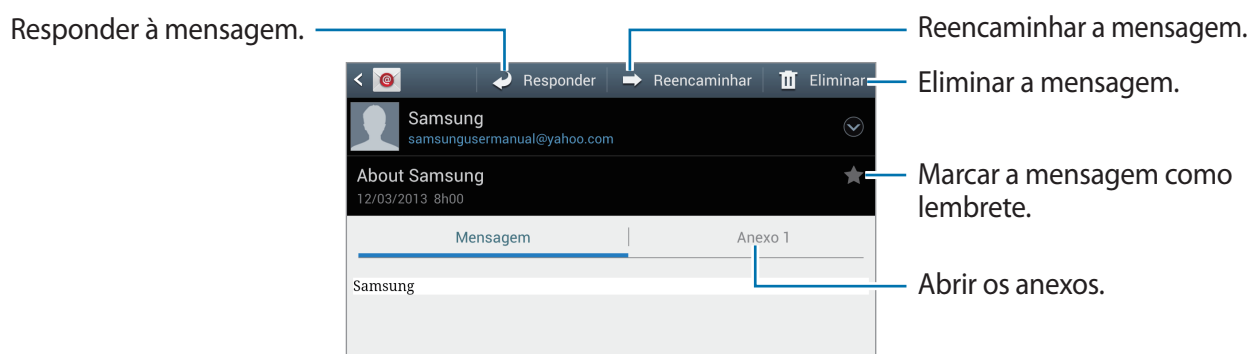 Responder à mensagem.
Reencaminhar a mensagem.
Responder
Reencaminhar
Eliminar
Eliminar a mensagem.
Samsung
samsungusermanual@yahoo.com
About Samsung
12/03/2013 8h00
Marcar a mensagem como
lembrete.
Mensagem
Anexo 1
Samsung
Abrir os anexos.